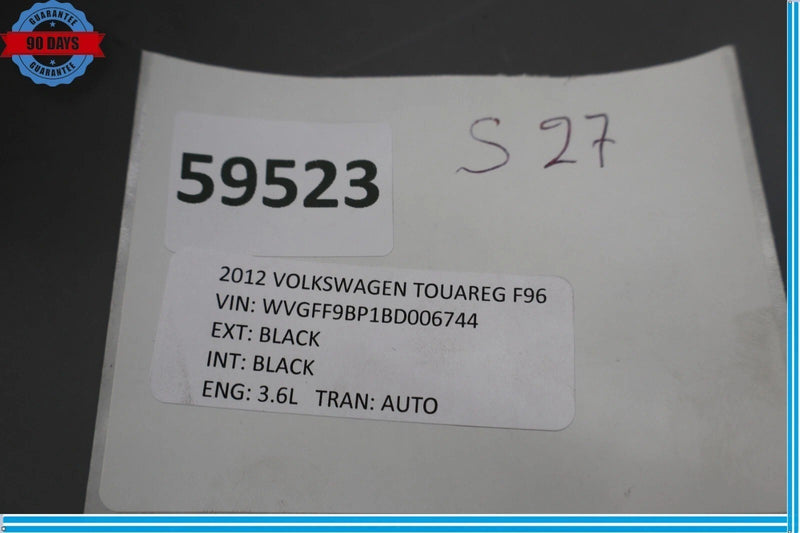 GUARANTEE
90 DAYS
GUARANTEE
S 27
59523
2012 VOLKSWAGEN TOUAREG F96
VIN: WVGFF9BP1BD006744
EXT: BLACK
INT: BLACK
ENG: 3.6L TRAN: AUTO